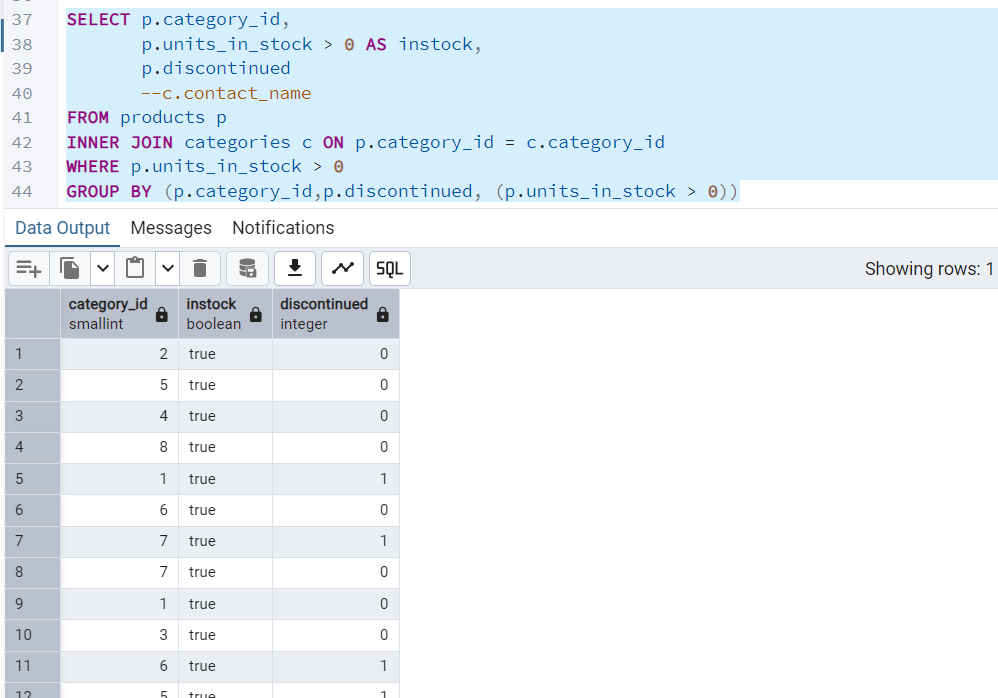 37 SELECT p.category_id,
38 p.units_in_stock > 0 AS instock,
39 p.discontinued
40 --c.contact_name
41 FROM products p
42 INNER JOIN categories c ON p.category_id = c.category_id
43 WHERE p.units_in_stock > 0
44 GROUP BY (p.category_id,p.discontinued, (p.units_in_stock > 0))
Data Output Messages Notifications
SQL Showing rows: 1
category_id instock discontinued
smallint boolean integer
1 2 true 0
2 5 true 0
3 4 true 0
4 8 true 0
5 1 true 1
6 6 true 0
7 7 true 1
8 7 true 0
9 1 true 0
10 3 true 0
11 6 true 1
12 5 true 1